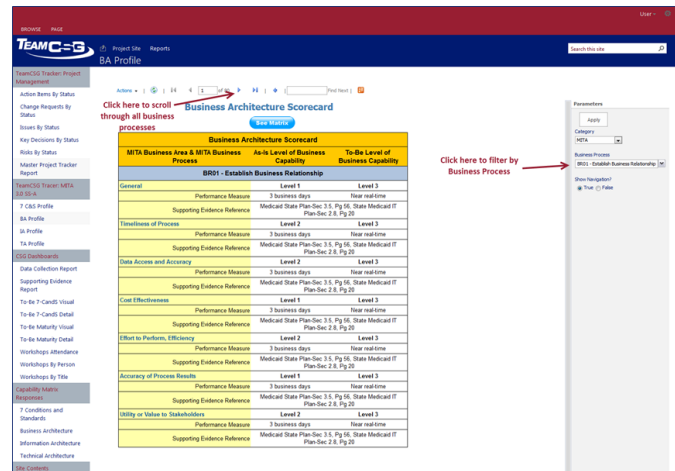 User
BROWSE PAGE
TEAMCSG
Project Site Reports
BA Profile
Search this site
TeamCSG Tracker: Project
Management
Action Items By Status
Change Requests By
Status
Issues By Status
Key Decisions By Status
Risks By Status
Master Project Tracker
Report
TeamCSG Tracer: MITA
3.0 SS-A
7 C&S Profile
BA Profile
IA Profile
TA Profile
CSG Dashboards
Data Collection Report
Supporting Evidence
Report
To-Be 7-CandS Visual
To-Be 7-CandS Detail
To-Be Maturity Visual
To-Be Maturity Detail
Workshops Attendance
Workshops By Person
Workshops By Title
Capability Matrix
Responses
7 Conditions and
Standards
Business Architecture
Information Architecture
Technical Architecture
Site Contents
Actions 1 of Find Next
Click here to scroll
through all business
processes
Business Architecture Scorecard
See Matrix
Business Architecture Scorecard
MITA Business Area & MITA Business
Process
As-Is Level of Business
Capability
To-Be Level of
Business Capability
BR01 - Establish Business Relationship
General Level 1 Level 3
Performance Measure 3 business days Near real-time
Supporting Evidence Reference Medicaid State Plan-Sec 3.5, Pg 56, State Medicaid IT
Plan-Sec 2.8, Pg 20
Timeliness of Process Level 2 Level 3
Performance Measure 3 business days Near real-time
Supporting Evidence Reference Medicaid State Plan-Sec 3.5, Pg 56, State Medicaid IT
Plan-Sec 2.8, Pg 20
Data Access and Accuracy Level 2 Level 3
Performance Measure 3 business days Near real-time
Supporting Evidence Reference Medicaid State Plan-Sec 3.5, Pg 56, State Medicaid IT
Plan-Sec 2.8, Pg 20
Cost Effectiveness Level 1 Level 3
Performance Measure 3 business days Near real-time
Supporting Evidence Reference Medicaid State Plan-Sec 3.5, Pg 56, State Medicaid IT
Plan-Sec 2.8, Pg 20
Effort to Perform, Efficiency Level 2 Level 3
Performance Measure 3 business days Near real-time
Supporting Evidence Reference Medicaid State Plan-Sec 3.5, Pg 56, State Medicaid IT
Plan-Sec 2.8, Pg 20
Accuracy of Process Results Level 1 Level 3
Performance Measure 3 business days Near real-time
Supporting Evidence Reference Medicaid State Plan-Sec 3.5, Pg 56, State Medicaid IT
Plan-Sec 2.8, Pg 20
Utility or Value to Stakeholders Level 2 Level 3
Performance Measure 3 business days Near real-time
Supporting Evidence Reference Medicaid State Plan-Sec 3.5, Pg 56, State Medicaid IT
Plan-Sec 2.8, Pg 20
Click here to filter by
Business Process
Parameters
Apply
Category
MITA
Business Process
BR01 - Establish Business Relationship
Show Navigation?
True False